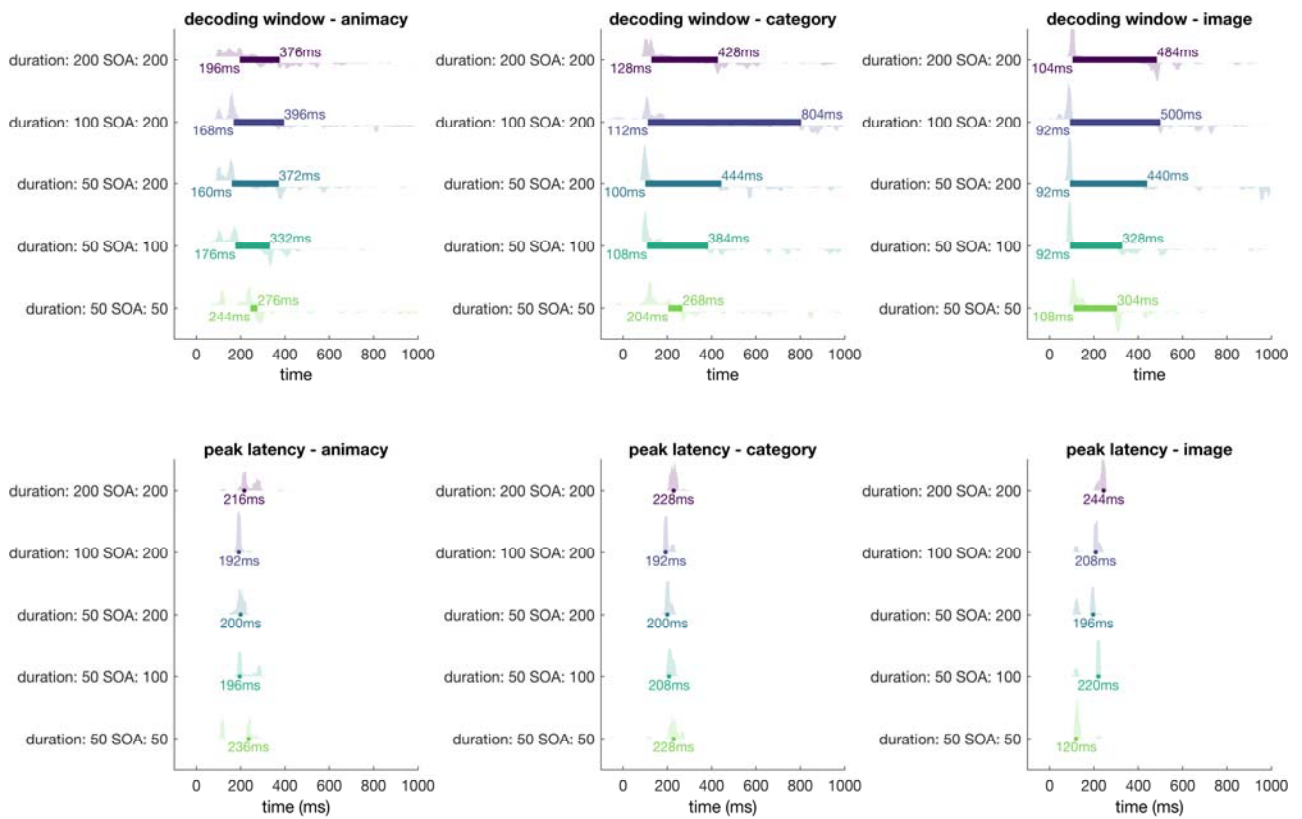 decoding window - animacy
duration: 200 SOA: 200
376ms
196ms
duration: 100 SOA: 200
396ms
168ms
duration: 50 SOA: 200
372ms
160ms
duration: 50 SOA: 100
332ms
176ms
duration: 50 SOA: 50
276ms
244ms
0 200 400 600 800 1000
time
decoding window - category
duration: 200 SOA: 200
428ms
128ms
duration: 100 SOA: 200
804ms
112ms
duration: 50 SOA: 200
444ms
100ms
duration: 50 SOA: 100
384ms
108ms
duration: 50 SOA: 50
268ms
204ms
0 200 400 600 800 1000
time
decoding window - image
duration: 200 SOA: 200
484ms
104ms
duration: 100 SOA: 200
500ms
92ms
duration: 50 SOA: 200
440ms
92ms
duration: 50 SOA: 100
328ms
92ms
duration: 50 SOA: 50
304ms
108ms
0 200 400 600 800 1000
time
peak latency - animacy
duration: 200 SOA: 200
216ms
duration: 100 SOA: 200
192ms
duration: 50 SOA: 200
200ms
duration: 50 SOA: 100
196ms
duration: 50 SOA: 50
236ms
0 200 400 600 800 1000
time (ms)
peak latency - category
duration: 200 SOA: 200
228ms
duration: 100 SOA: 200
192ms
duration: 50 SOA: 200
200ms
duration: 50 SOA: 100
208ms
duration: 50 SOA: 50
228ms
0 200 400 600 800 1000
time (ms)
peak latency - image
duration: 200 SOA: 200
244ms
duration: 100 SOA: 200
208ms
duration: 50 SOA: 200
196ms
duration: 50 SOA: 100
220ms
duration: 50 SOA: 50
120ms
0 200 400 600 800 1000
time (ms)